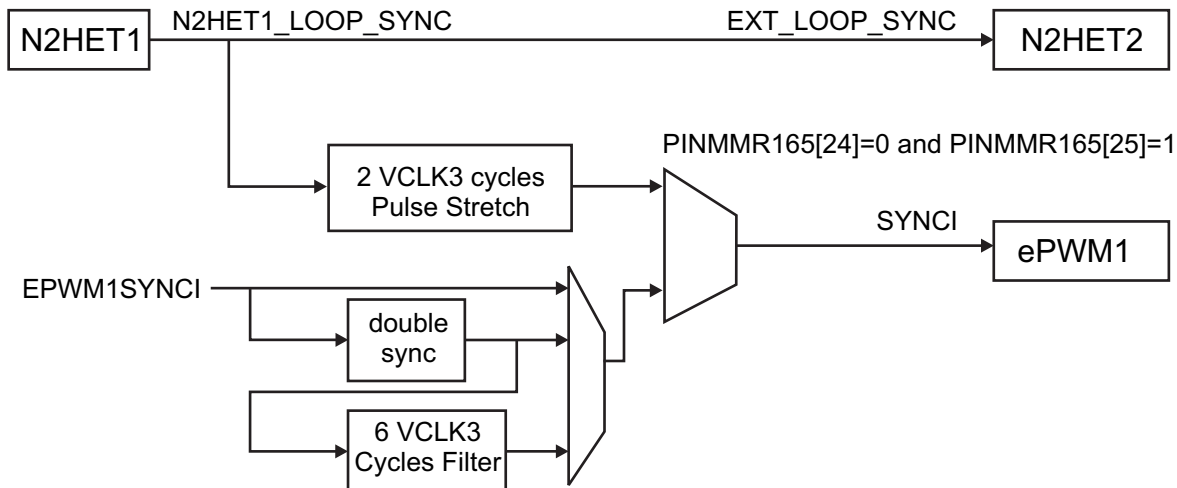 N2HET1
N2HET1_LOOP_SYNC
EXT_LOOP_SYNC
N2HET2
PINMMR165[24]=0 and PINMMR165[25]=1
2 VCLK3 cycles
Pulse Stretch
SYNCI
ePWM1
EPWM1SYNCI
double
sync
6 VCLK3
Cycles Filter